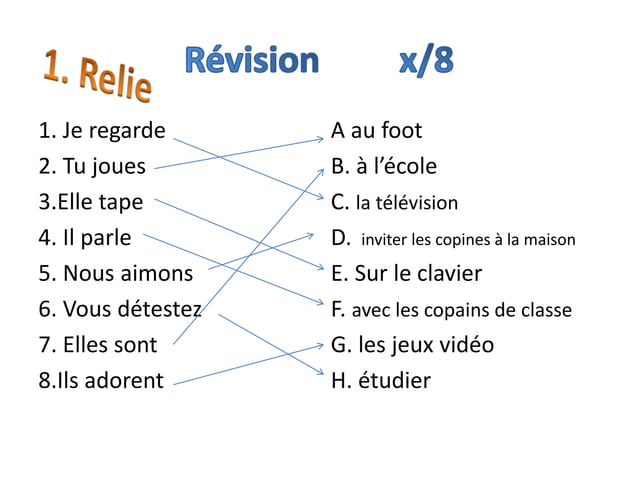 1. Relie Révision x/8
1. Je regarde A au foot
2. Tu joues B. à l’école
3.Elle tape C. la télévision
4. Il parle D. inviter les copines à la maison
5. Nous aimons E. Sur le clavier
6. Vous détestez F. avec les copains de classe
7. Elles sont G. les jeux vidéo
8.Ils adorent H. étudier